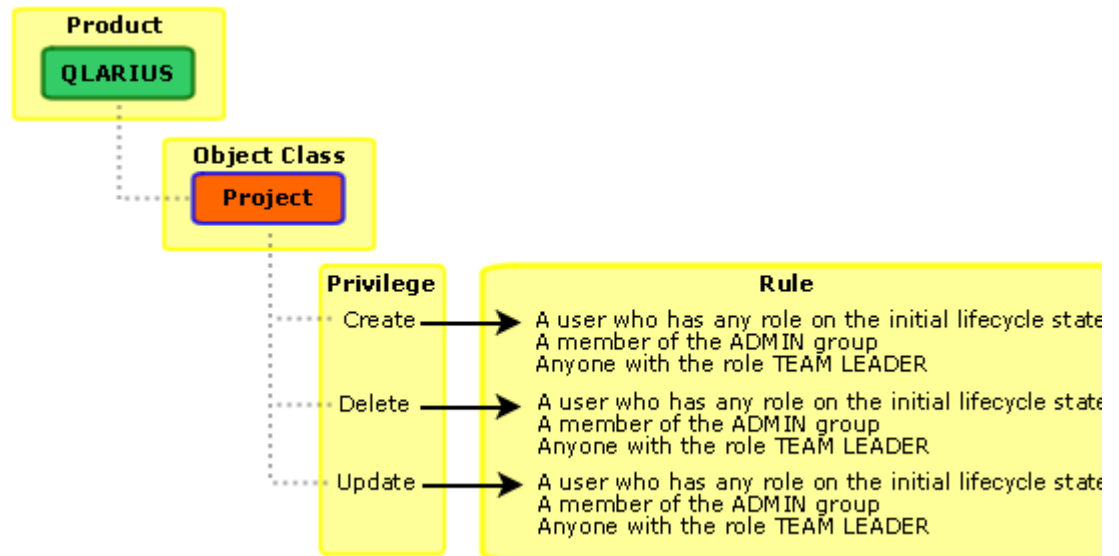 Product
QLARIUS
Object Class
Project
Privilege
Rule
Create
A user who has any role on the initial lifecycle state
A member of the ADMIN group
Anyone with the role TEAM LEADER
Delete
A user who has any role on the initial lifecycle state
A member of the ADMIN group
Anyone with the role TEAM LEADER
Update
A user who has any role on the initial lifecycle state
A member of the ADMIN group
Anyone with the role TEAM LEADER